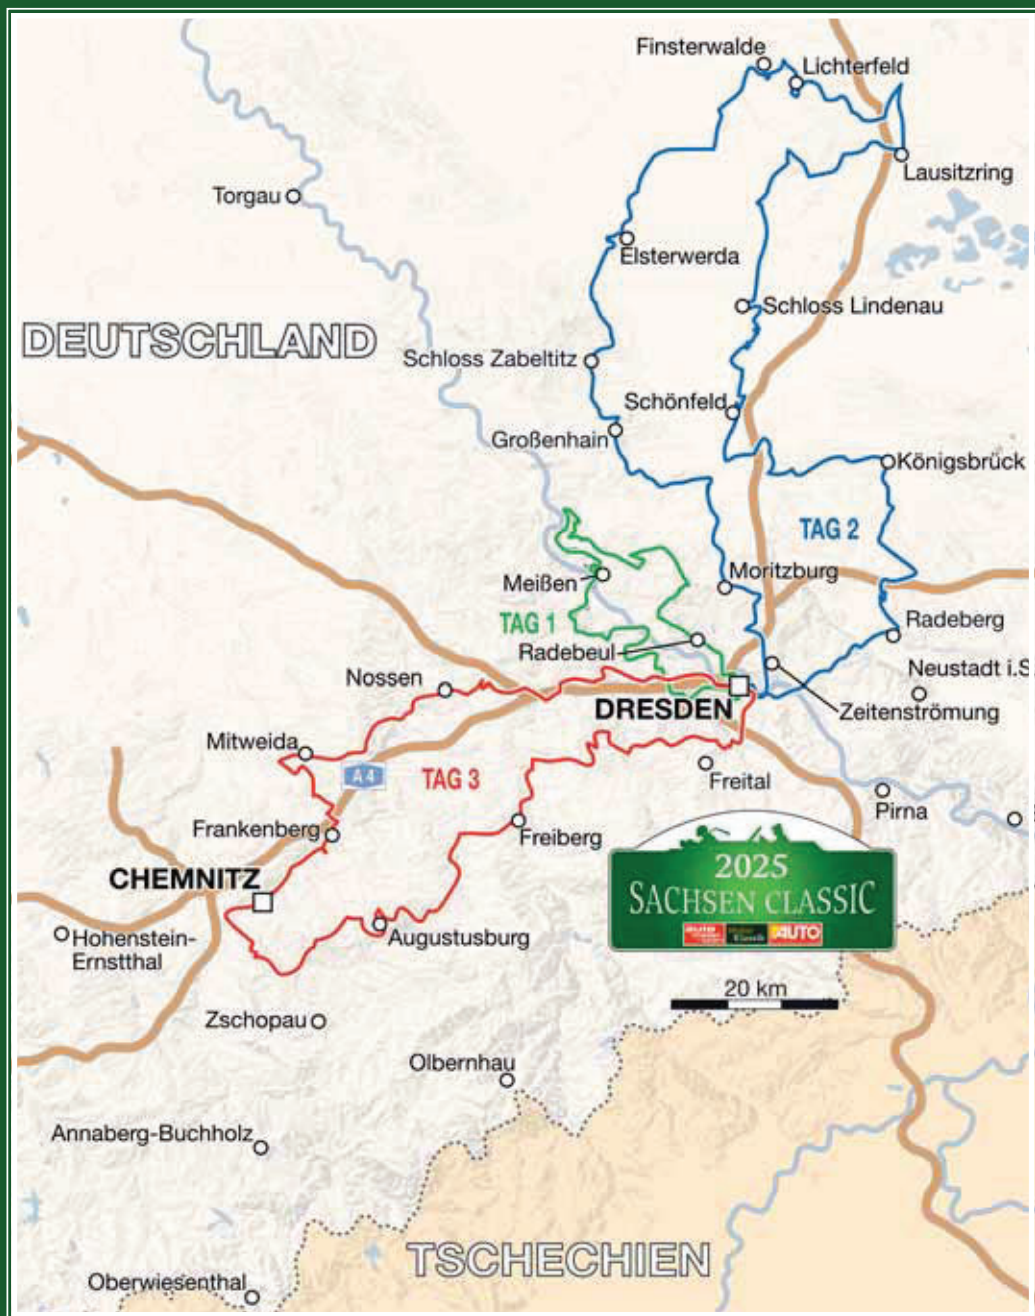 Finsterwalde
Lichterfeld
Torgau
Lausitzring
Elsterwerda
Schloss Lindenau
DEUTSCHLAND
Schloss Zabeltitz
Schönfeld
Großenhain
Königsbrück
TAG 2
Meißen
Moritzburg
TAG 1
Radebeul
Radeberg
Nossen
Neustadt i.S
DRESDEN
Zeitenströmung
Mitweida
A 4
TAG 3
Freital
Pirna
Frankenberg
Freiberg
CHEMNITZ
2025
SACHSEN CLASSIC
AUTO
Augustusburg
Hohenstein-
Ernstthal
20 km
Zschopau
Olbernhau
Annaberg-Buchholz
TSCHECHIEN
Oberwiesenthal